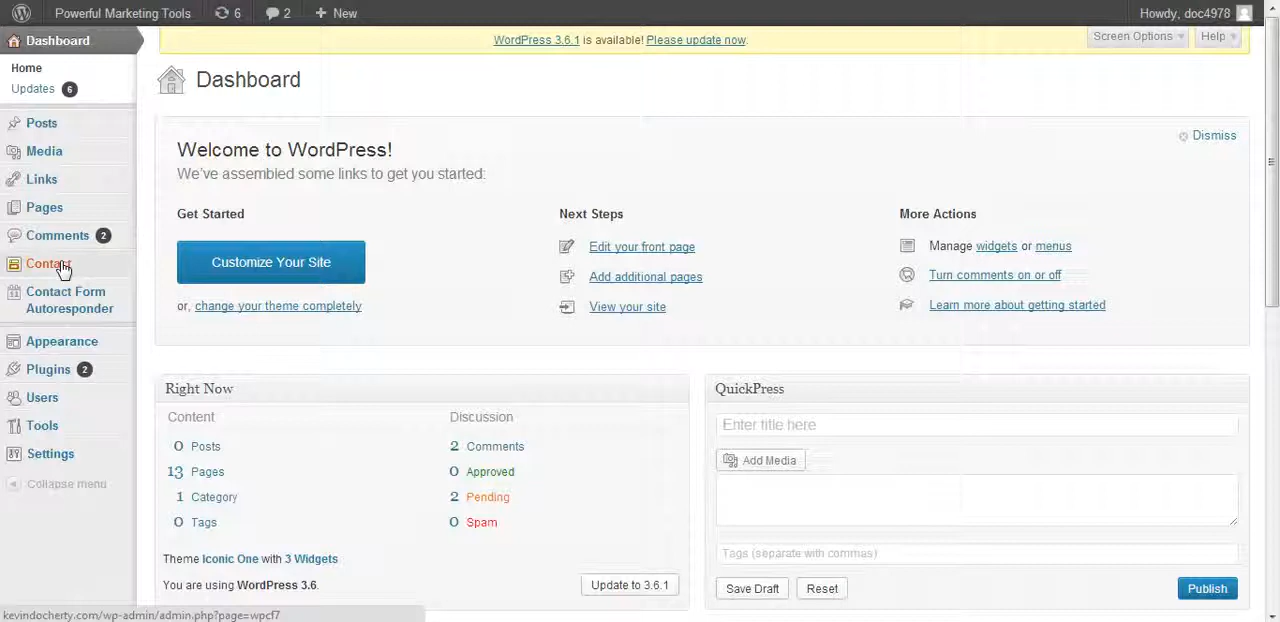 Powerful Marketing Tools 6 2 + New Howdy, doc4978
Dashboard
WordPress 3.6.1 is available! Please update now.
Screen Options Help
Home
Updates 6
Posts
Media
Links
Pages
Comments 2
Contact
Contact Form
Autoresponder
Appearance
Plugins 2
Users
Tools
Settings
Collapse menu
Dashboard
Welcome to WordPress!
Dismiss
We've assembled some links to get you started:
Get Started
Customize Your Site
or, change your theme completely
Next Steps
Edit your front page
Add additional pages
View your site
More Actions
Manage widgets or menus
Turn comments on or off
Learn more about getting started
Right Now
Content
0 Posts
13 Pages
1 Category
0 Tags
Discussion
2 Comments
0 Approved
2 Pending
0 Spam
Theme Iconic One with 3 Widgets
You are using WordPress 3.6.
Update to 3.6.1
QuickPress
Enter title here
Add Media
Tags (separate with commas)
Save Draft Reset Publish
kevindocherty.com/wp-admin/admin.php?page=wpcf7